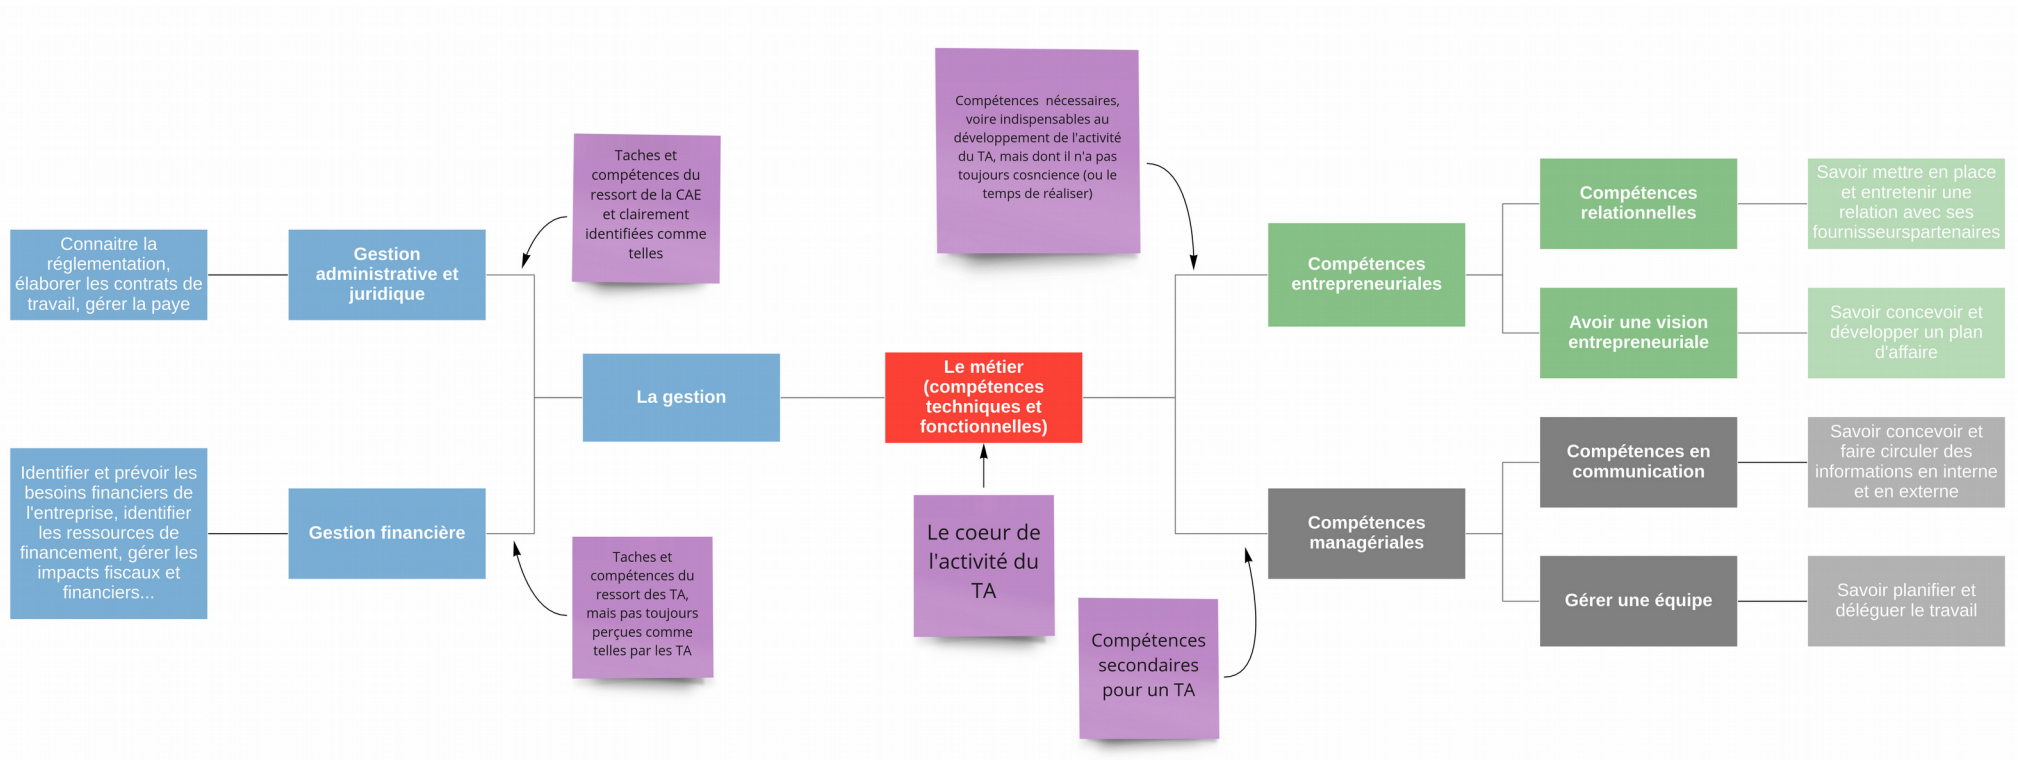 Connaitre la
réglementation,
élaborer les contrats de
travail, gérer la paye
Gestion
administrative et
juridique
Taches et
compétences du
ressort de la CAE
et clairement
identifiées comme
telles
Identifier et prévoir les
besoins financiers de
l'entreprise, identifier
les ressources de
financement, gérer les
impacts fiscaux et
financiers...
Gestion financière
Taches et
compétences du
ressort des TA,
mais pas toujours
perçues comme
telles par les TA
La gestion
Le métier
(compétences
techniques et
fonctionnelles)
Le coeur de
l'activité du
TA
Compétences  nécessaires,
voire indispensables au
développement de l'activité
du TA, mais dont il n'a pas
toujours cosncience (ou le
temps de réaliser)
Compétences
entrepreneuriales
Compétences
relationnelles
Savoir mettre en place
et entretenir une
relation avec ses
fournisseurspartenaires
Avoir une vision
entrepreneuriale
Savoir concevoir et
développer un plan
d'affaire
Compétences
secondaires
pour un TA
Compétences
managériales
Compétences en
communication
Savoir concevoir et
faire circuler des
informations en interne
et en externe
Gérer une équipe
Savoir planifier et
déléguer le travail